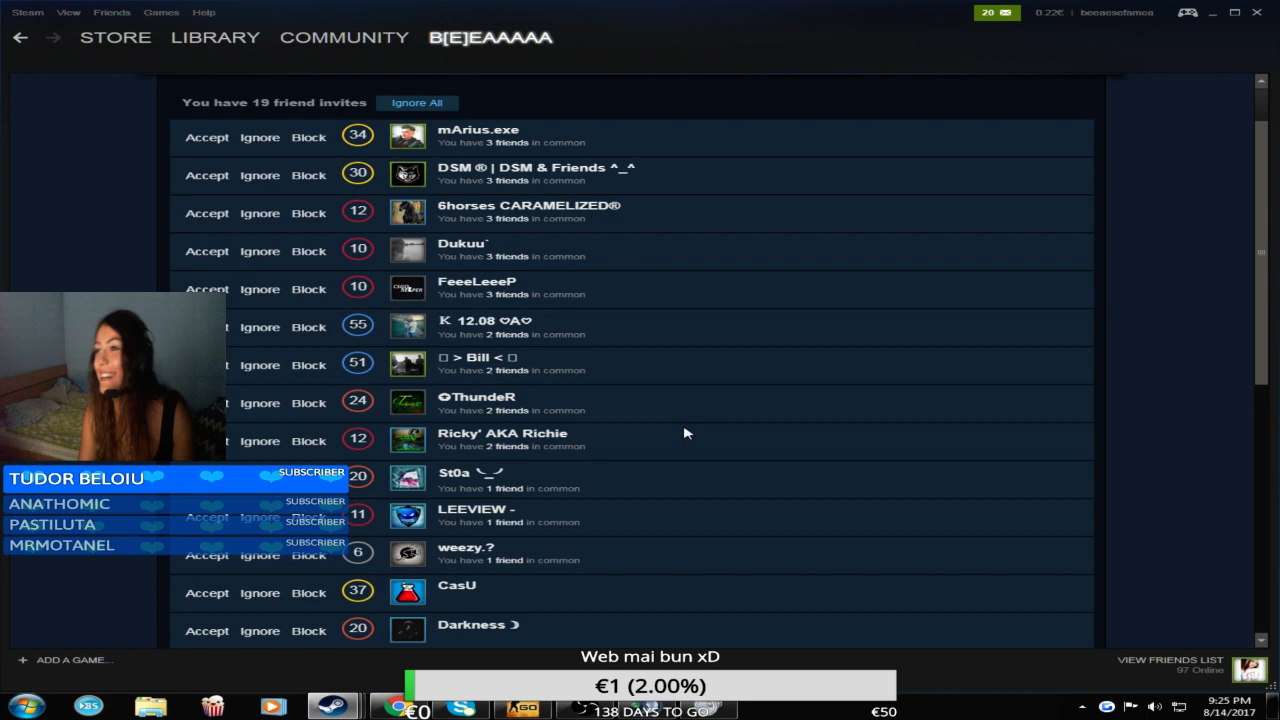 Steam View Friends Games Help
20
0.22€ | beeaesefamea
STORE LIBRARY COMMUNITY B[E]EAAAAA
You have 19 friend invites Ignore All
Accept Ignore Block 34 mArius.exe
You have 3 friends in common
Accept Ignore Block 30 DSM ® | DSM & Friends ^_^
You have 3 friends in common
Accept Ignore Block 12 6horses CARAMELIZED®
You have 3 friends in common
Accept Ignore Block 10 Dukuu`
You have 3 friends in common
Accept Ignore Block 10 FeeeLeeeP
You have 3 friends in common
t Ignore Block 55 K 12.08 ♡A♡
You have 2 friends in common
t Ignore Block 51 □ > Bill < □
You have 2 friends in common
t Ignore Block 24 ✪ThundeR
You have 2 friends in common
t Ignore Block 12 Ricky' AKA Richie
You have 2 friends in common
20 St0a ╰_╯
You have 1 friend in common
Accept Ignore Block 11 LEEVIEW -
You have 1 friend in common
Accept Ignore Block 6 weezy.?
You have 1 friend in common
Accept Ignore Block 37 CasU
Accept Ignore Block 20 Darkness ☽
TUDOR BELOIU SUBSCRIBER
ANATHOMIC SUBSCRIBER
PASTILUTA SUBSCRIBER
MRMOTANEL SUBSCRIBER
+ ADD A GAME...
Web mai bun xD
€1 (2.00%)
€0 138 DAYS TO GO €50
VIEW FRIENDS LIST
97 Online
9:25 PM
8/14/2017